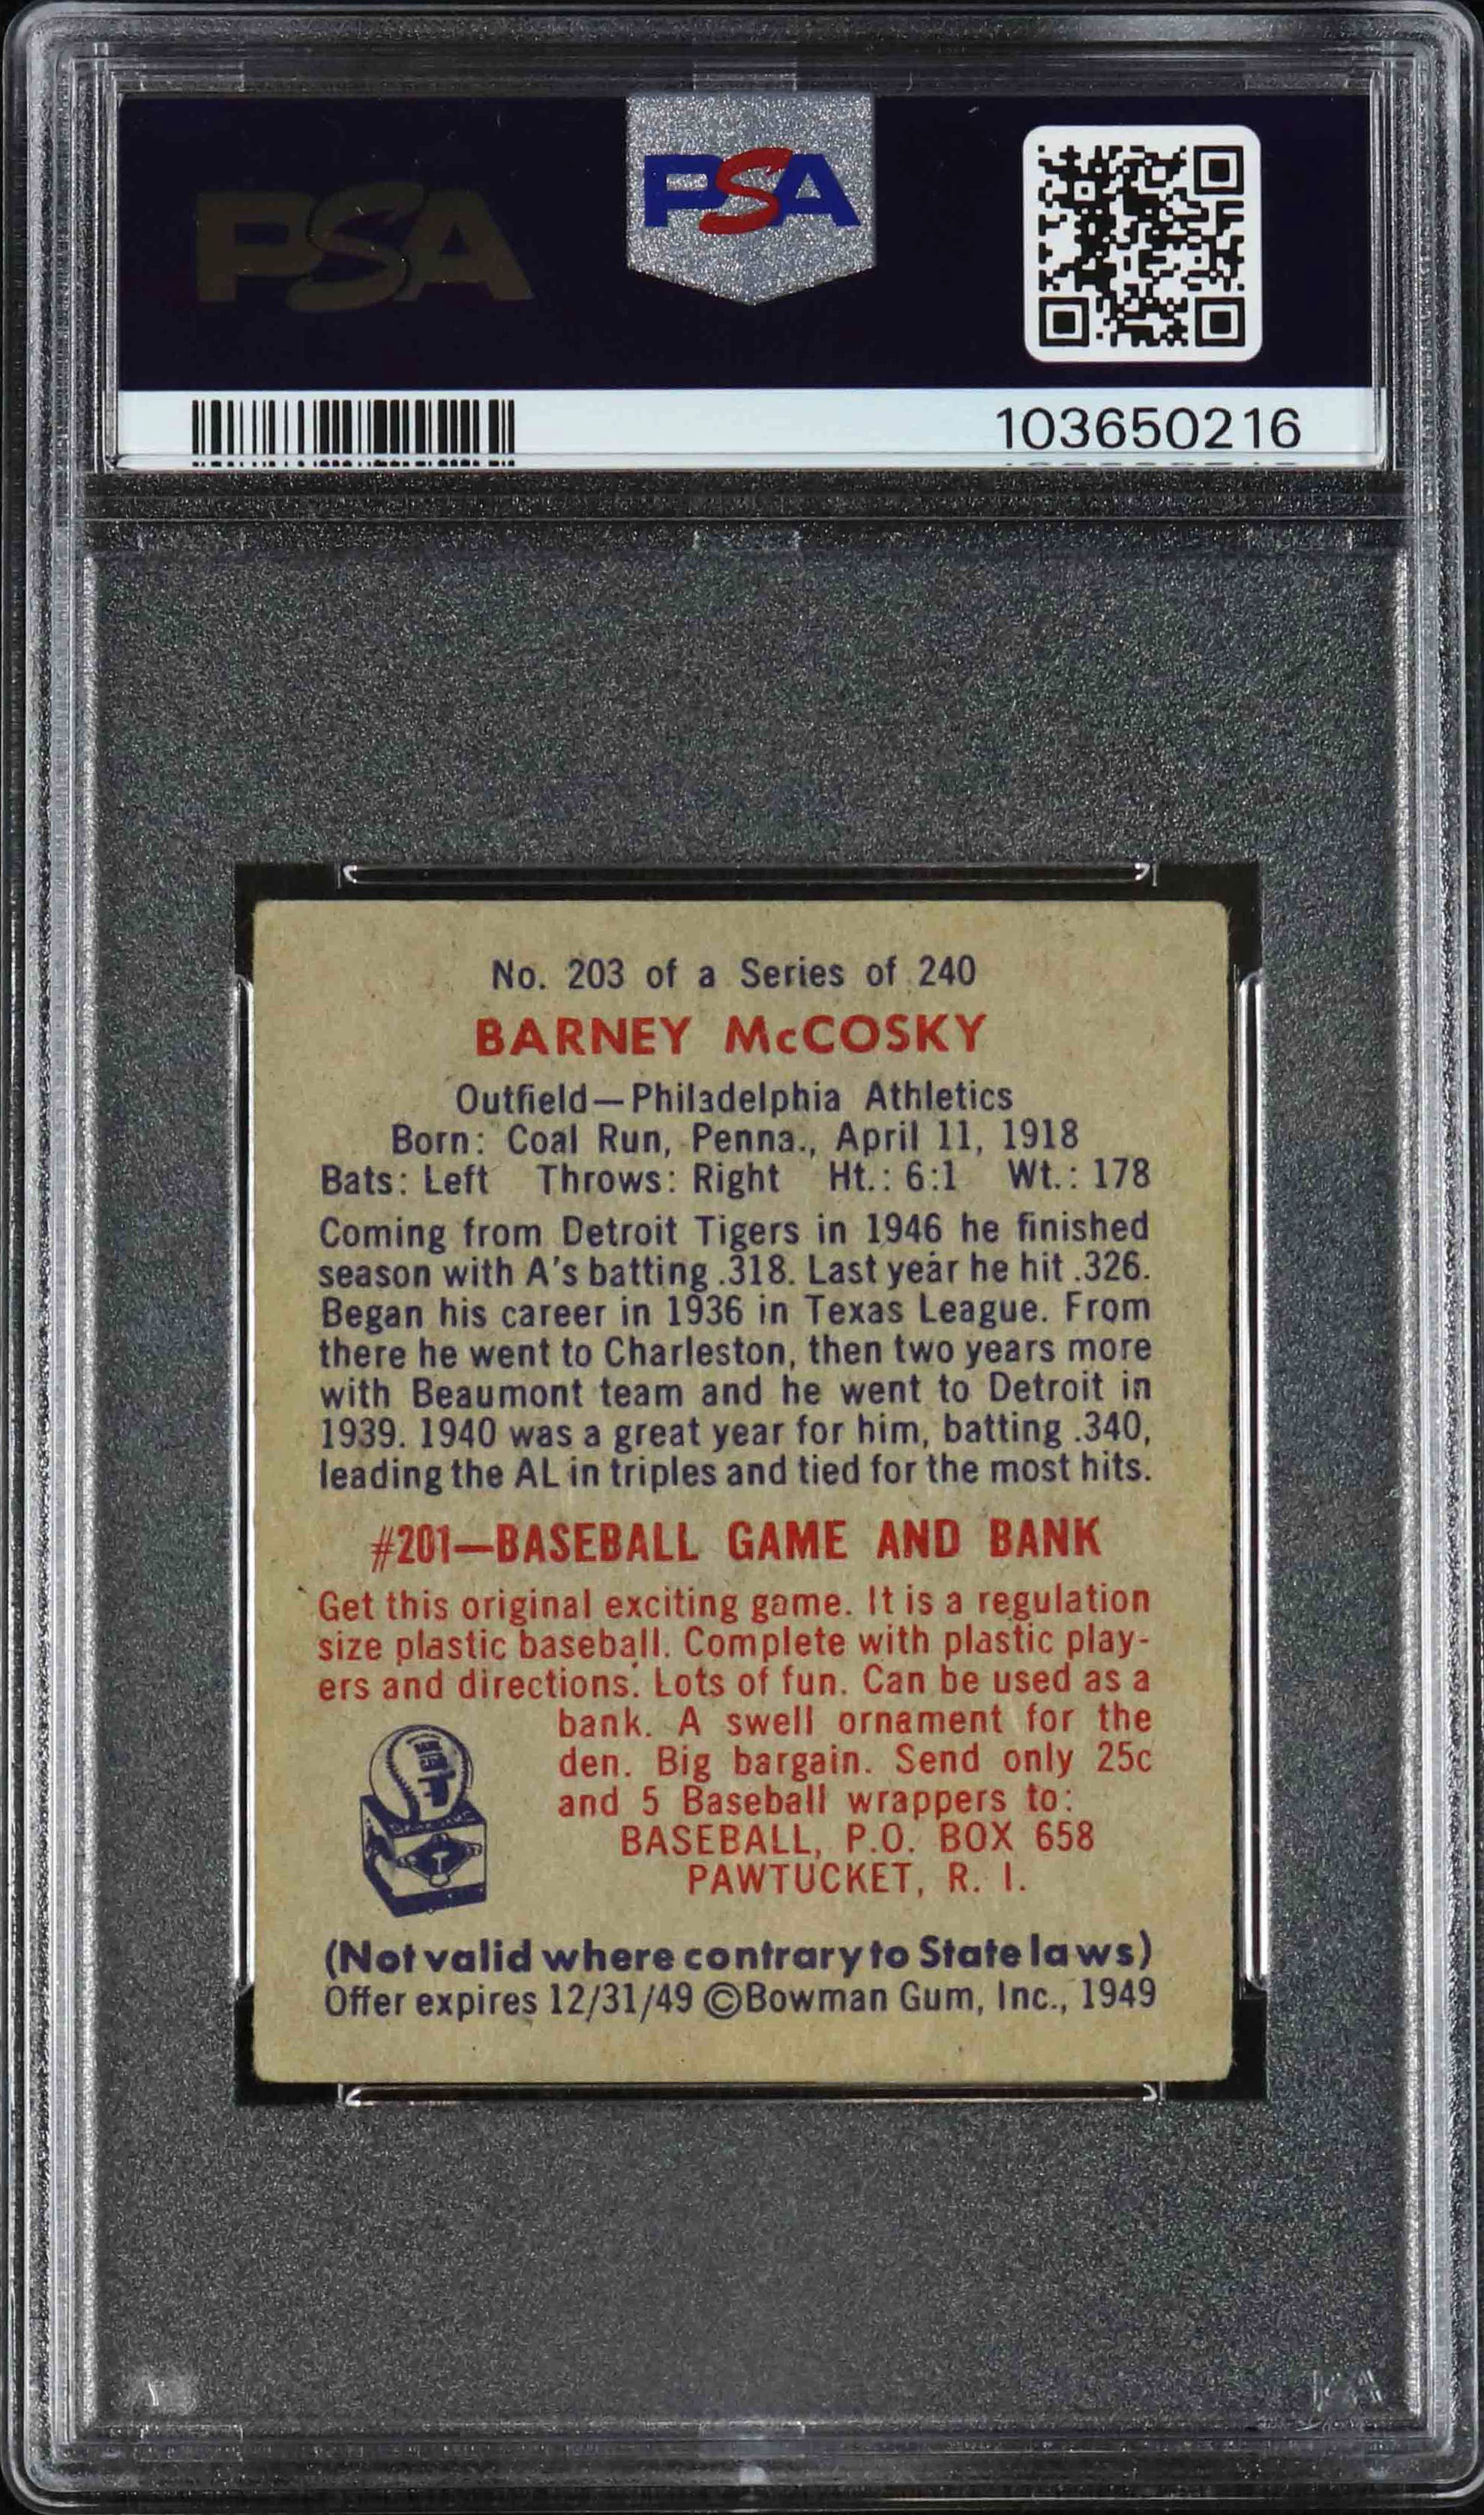 PSA
PSA
103650216
No. 203 of a Series of 240
BARNEY McCOSKY
Outfield—Philadelphia Athletics
Born: Coal Run, Penna., April 11, 1918
Bats: Left Throws: Right Ht.: 6:1 Wt.: 178
Coming from Detroit Tigers in 1946 he finished
season with A's batting .318. Last year he hit .326.
Began his career in 1936 in Texas League. From
there he went to Charleston, then two years more
with Beaumont team and he went to Detroit in
1939. 1940 was a great year for him, batting .340,
leading the AL in triples and tied for the most hits.
#201—BASEBALL GAME AND BANK
Get this original exciting game. It is a regulation
size plastic baseball. Complete with plastic play-
ers and directions. Lots of fun. Can be used as a
bank. A swell ornament for the
den. Big bargain. Send only 25c
and 5 Baseball wrappers to:
BASEBALL, P.O. BOX 658
PAWTUCKET, R. I.
(Not valid where contrary to State laws)
Offer expires 12/31/49 ©Bowman Gum, Inc., 1949